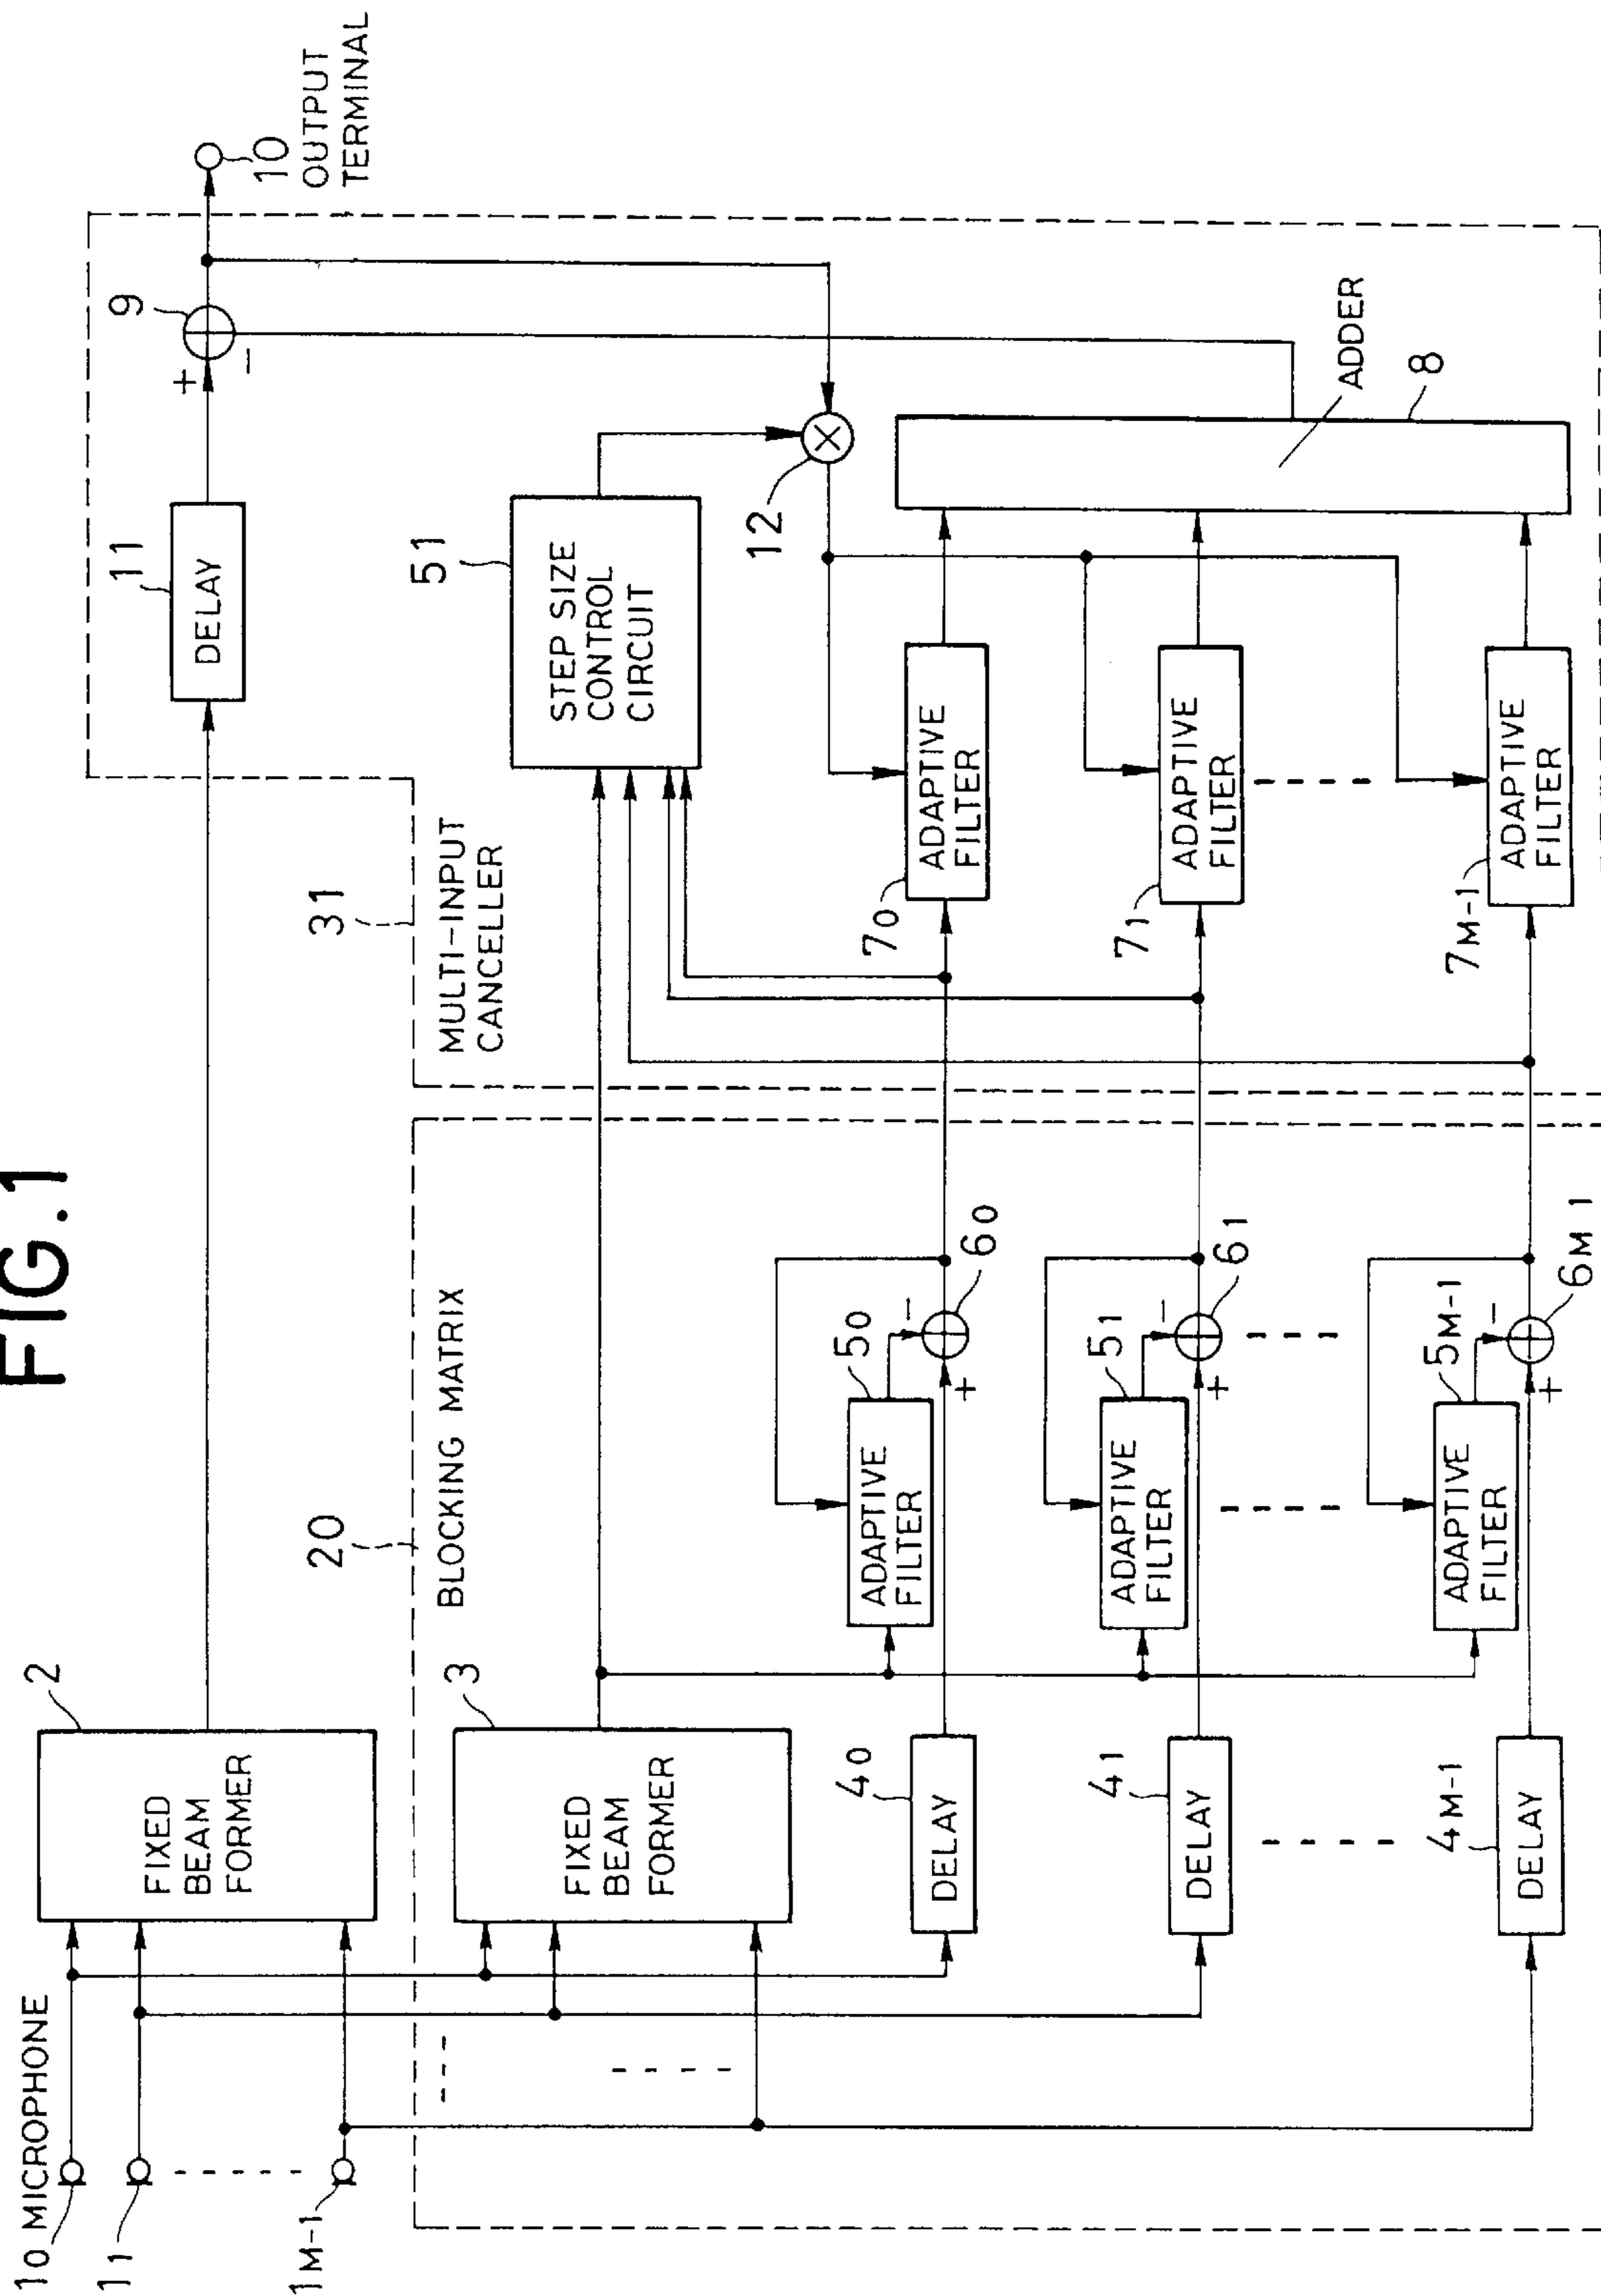 FIG.1
10 MICROPHONE
11
1M-1
2
FIXED
BEAM
FORMER
11
DELAY
9
+
−
10
OUTPUT
TERMINAL
20
BLOCKING MATRIX
31
MULTI-INPUT
CANCELLER
3
FIXED
BEAM
FORMER
51
STEP SIZE
CONTROL
CIRCUIT
12
40
DELAY
50
ADAPTIVE
FILTER
−
+
60
70
ADAPTIVE
FILTER
41
DELAY
51
ADAPTIVE
FILTER
−
+
61
71
ADAPTIVE
FILTER
ADDER
8
4M-1
DELAY
5M-1
ADAPTIVE
FILTER
−
+
6M 1
7M-1
ADAPTIVE
FILTER